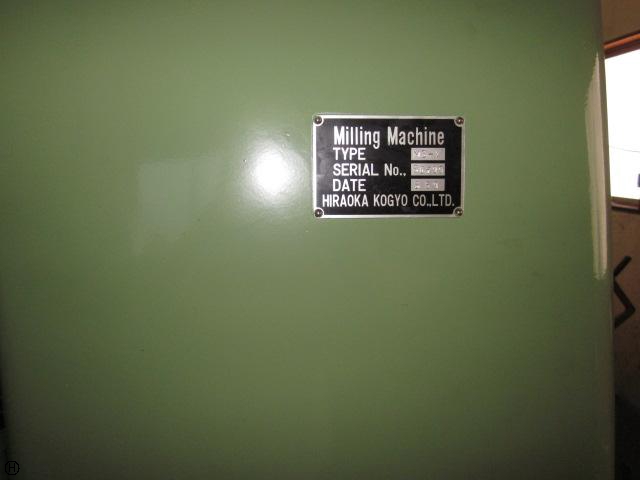 Milling Machine
TYPE
SERIAL No.,
DATE
HIRAOKA KOGYO CO.,LTD.
H